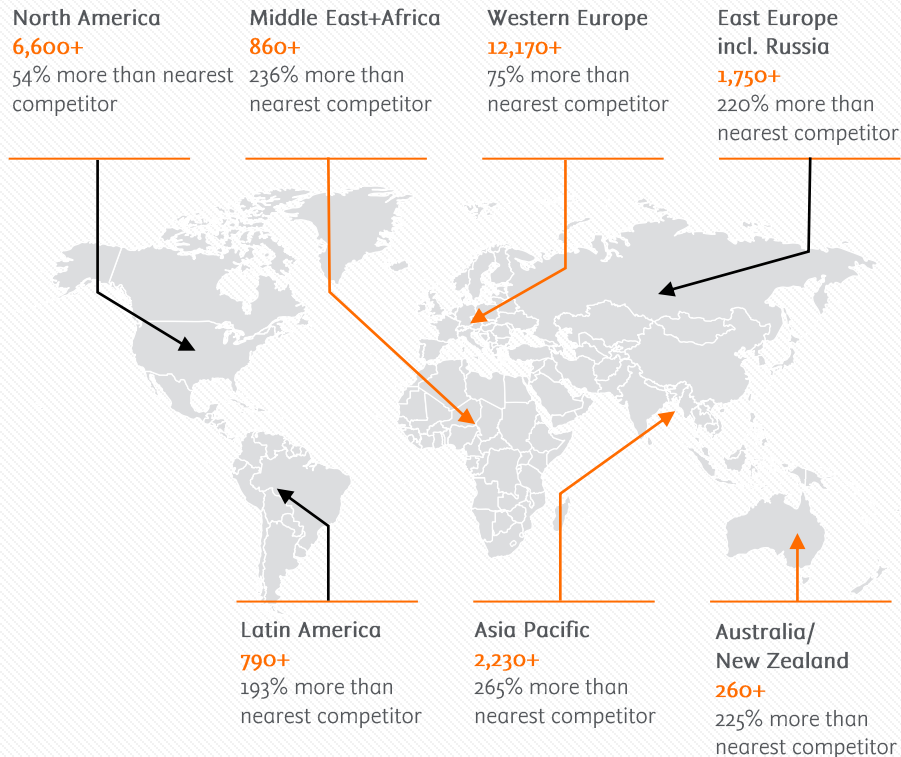 North America
6,600+
54% more than nearest
competitor
Middle East+Africa
860+
236% more than
nearest competitor
Western Europe
12,170+
75% more than
nearest competitor
East Europe
incl. Russia
1,750+
220% more than
nearest competitor
Latin America
790+
193% more than
nearest competitor
Asia Pacific
2,230+
265% more than
nearest competitor
Australia/
New Zealand
260+
225% more than
nearest competitor